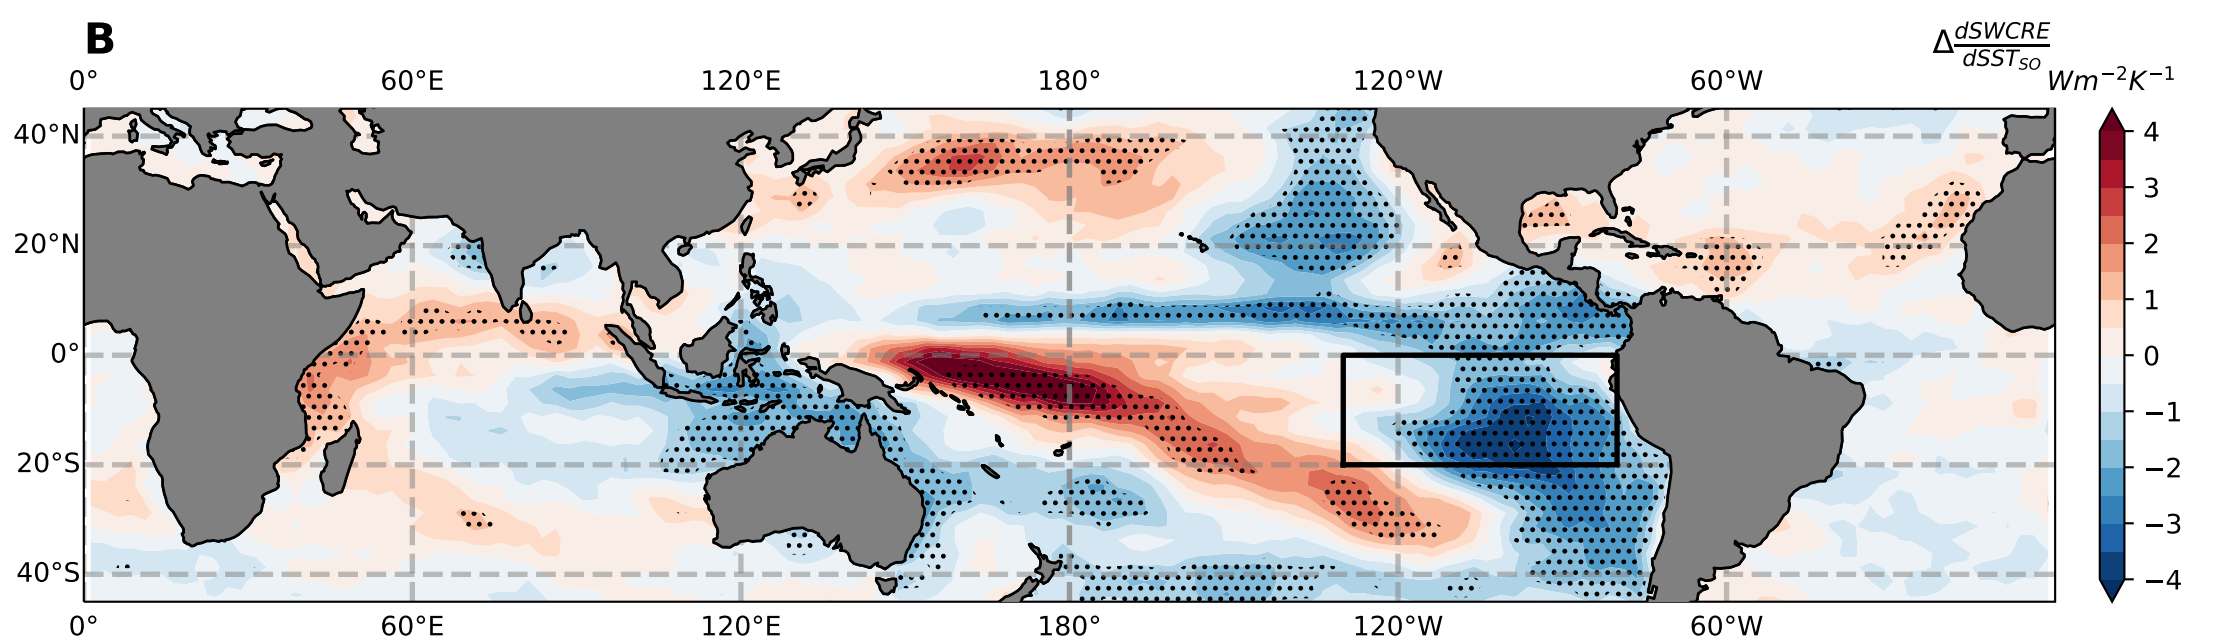 B
Δ dSWCRE
dSST_SO
Wm⁻²K⁻¹
0° 60°E 120°E 180° 120°W 60°W
40°N
20°N
0°
20°S
40°S
0° 60°E 120°E 180° 120°W 60°W
4
3
2
1
0
−1
−2
−3
−4